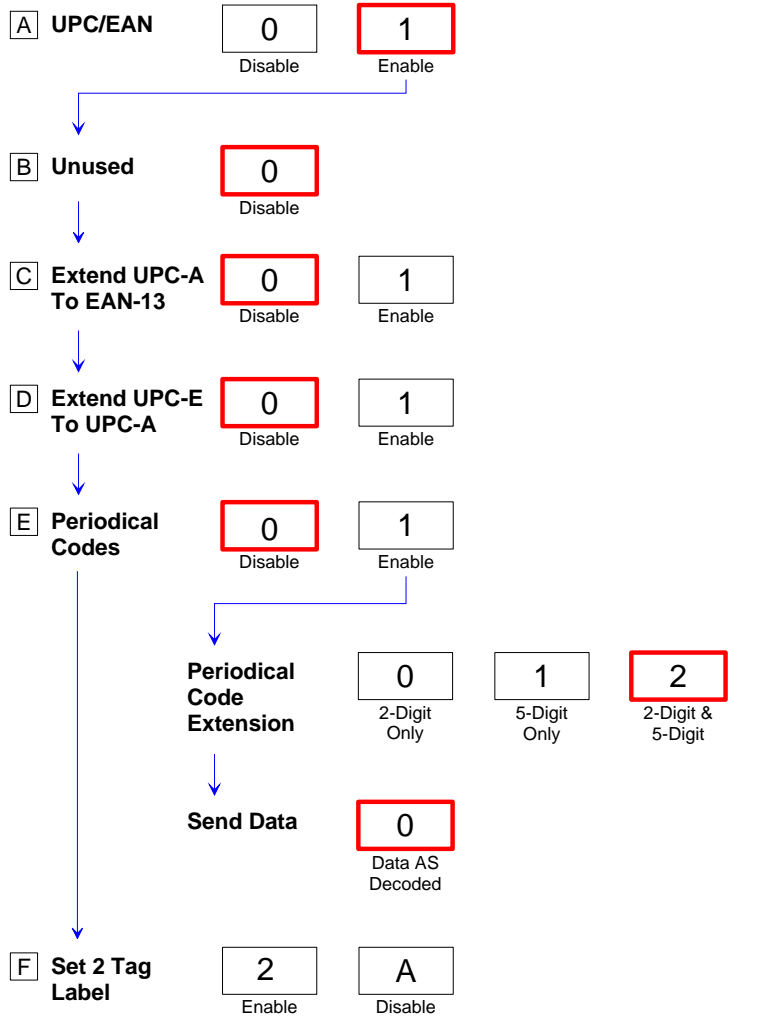 A UPC/EAN 0 1
Disable Enable
B Unused 0
Disable
C Extend UPC-A 0 1
To EAN-13
Disable Enable
D Extend UPC-E 0 1
To UPC-A
Disable Enable
E Periodical 0 1
Codes
Disable Enable
Periodical 0 1 2
Code
Extension
2-Digit 5-Digit 2-Digit &
Only Only 5-Digit
Send Data 0
Data AS
Decoded
F Set 2 Tag 2 A
Label
Enable Disable